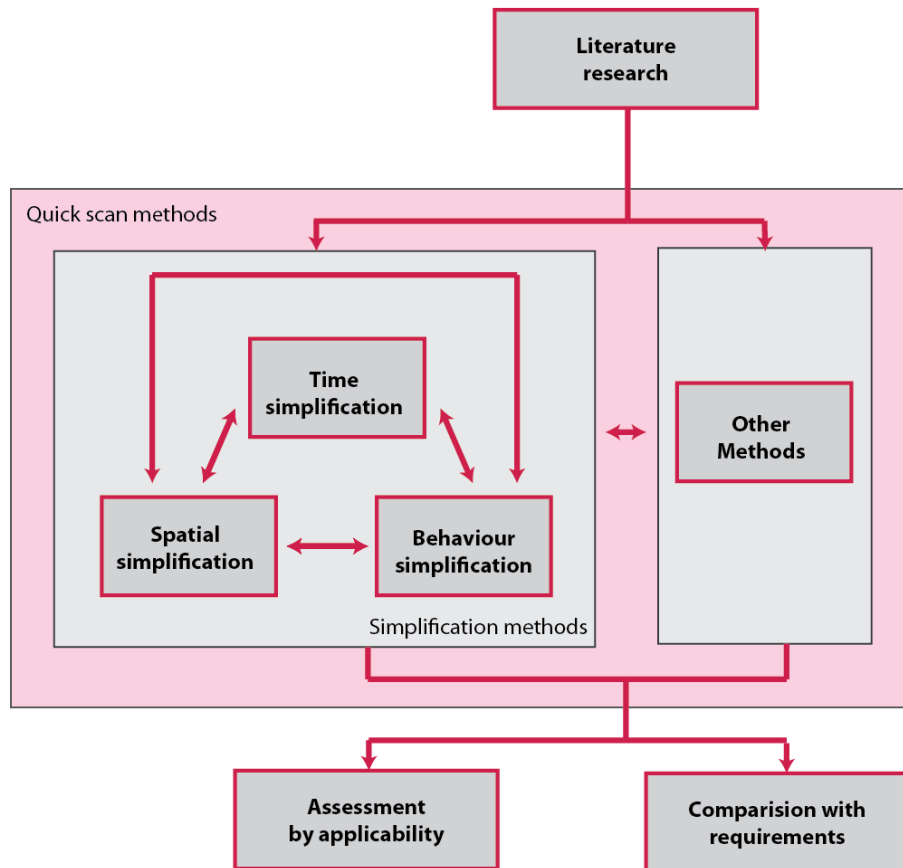 Literature
research
Quick scan methods
Time
simplification
Other
Methods
Spatial
simplification
Behaviour
simplification
Simplification methods
Assessment
by applicability
Comparision with
requirements